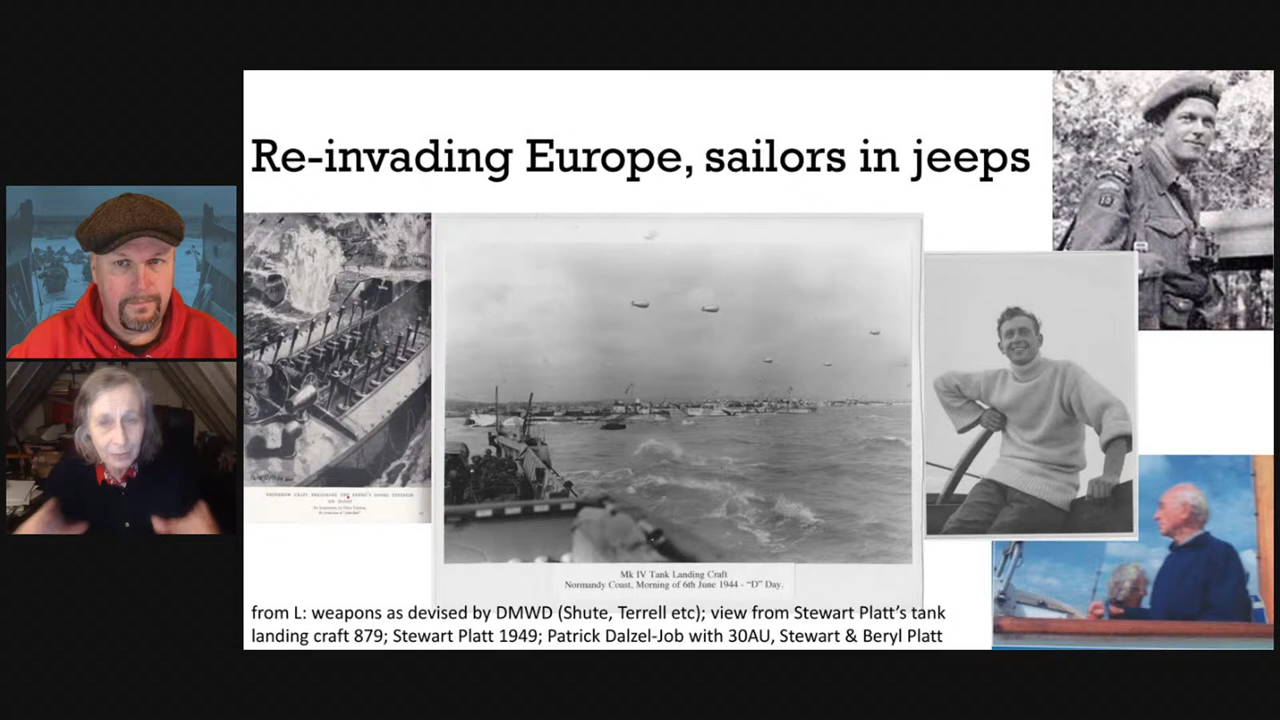 Re-invading Europe, sailors in jeeps
Mk IV Tank Landing Craft
Normandy Coast, Morning of 6th June 1944 - "D" Day.
from L: weapons as devised by DMWD (Shute, Terrell etc); view from Stewart Platt's tank
landing craft 879; Stewart Platt 1949; Patrick Dalzel-Job with 30AU, Stewart & Beryl Platt